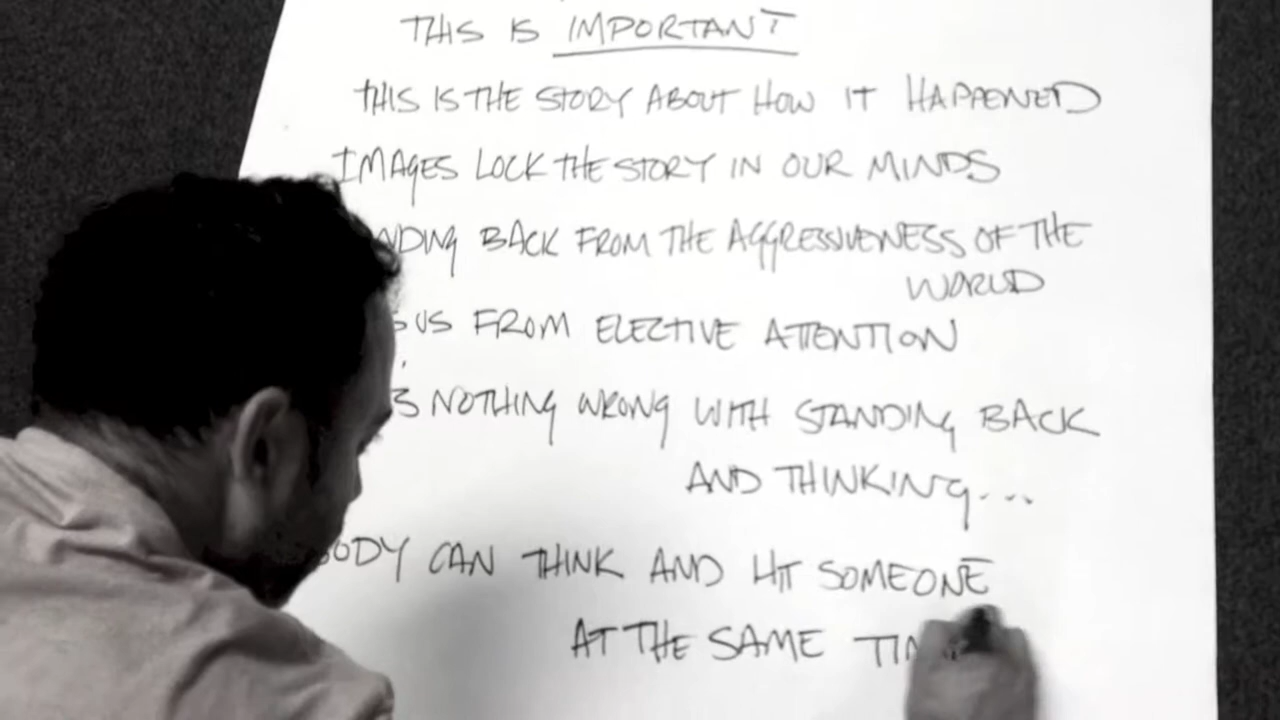 THIS IS IMPORTANT
THIS IS THE STORY ABOUT HOW IT HAPPENED
IMAGES LOCK THE STORY IN OUR MINDS
BACK FROM THE AGGRESSIVENESS OF THE
WORLD
US FROM ELECTIVE ATTENTION
NOTHING WRONG WITH STANDING BACK
AND THINKING...
CAN THINK AND HIT SOMEONE
AT THE SAME